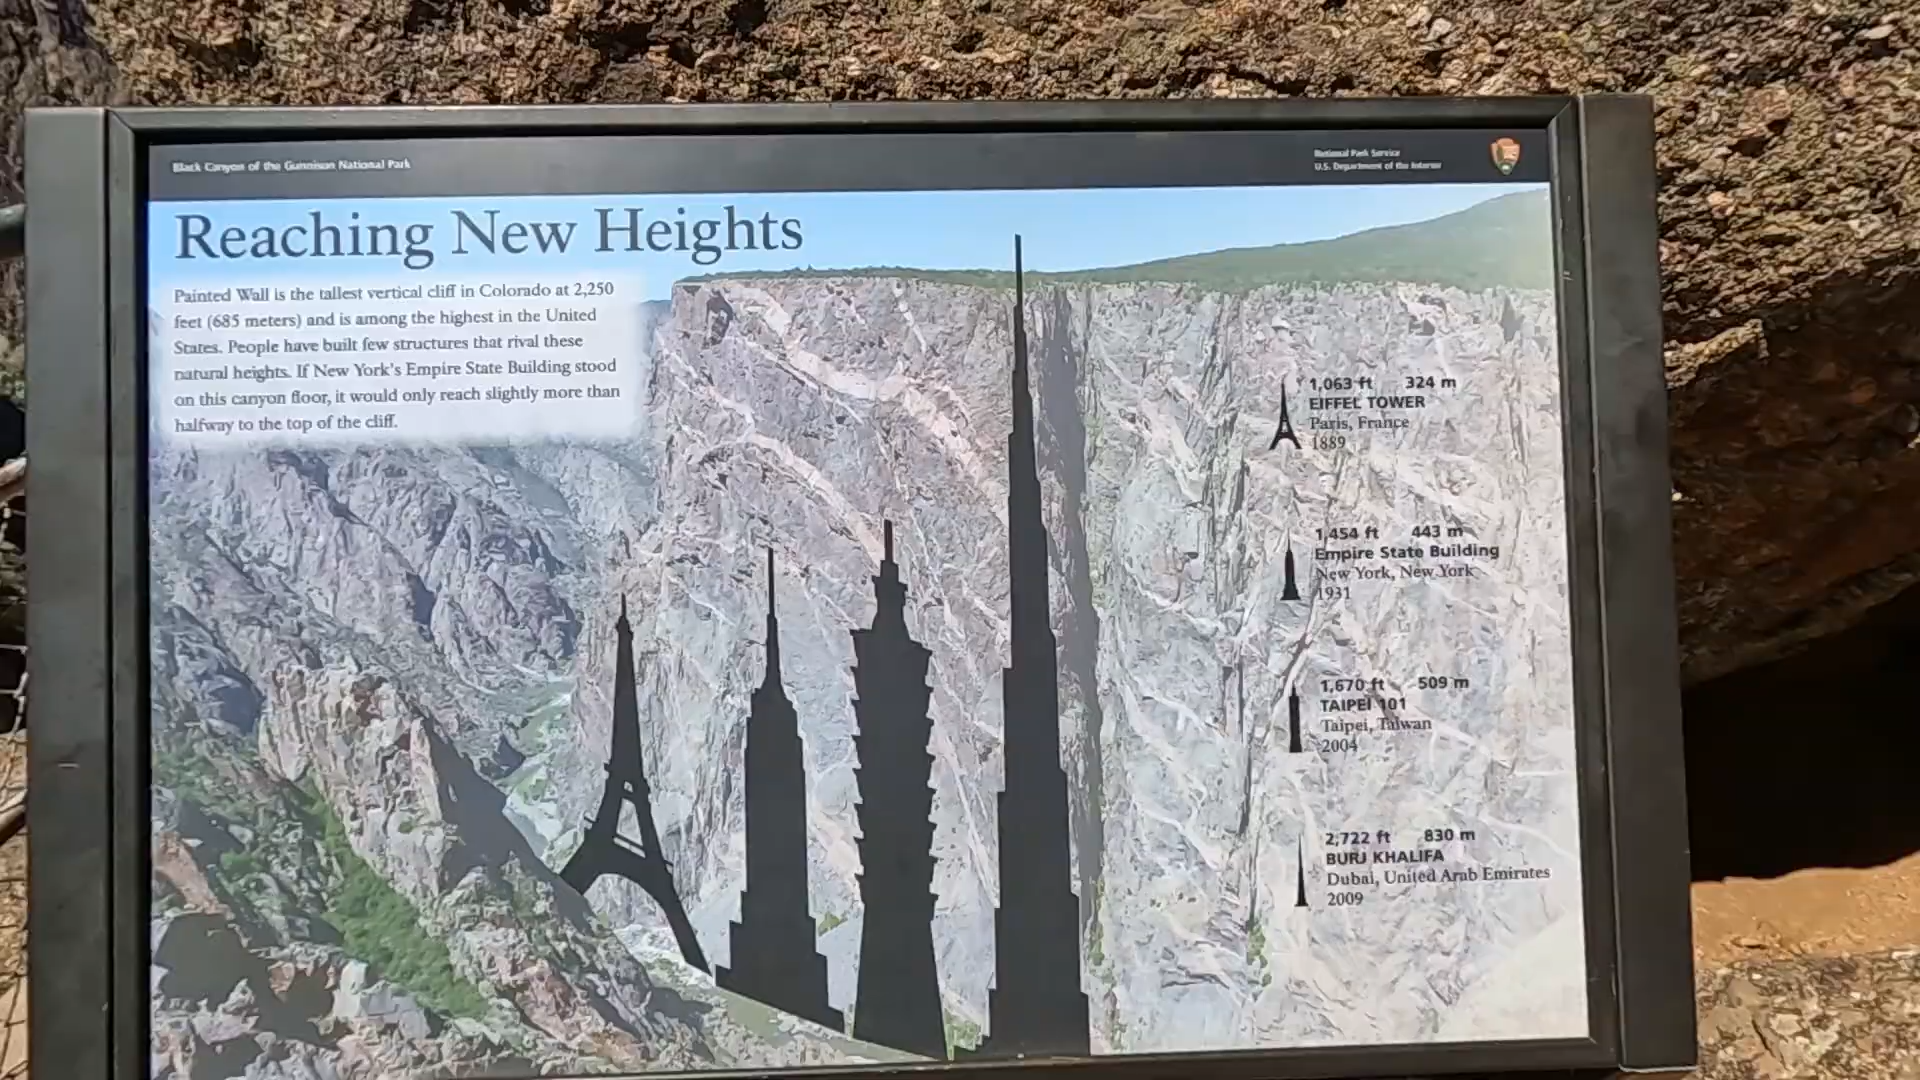 Black Canyon of the Gunnison National Park
National Park Service
U.S. Department of the Interior
Reaching New Heights
Painted Wall is the tallest vertical cliff in Colorado at 2,250
feet (685 meters) and is among the highest in the United
States. People have built few structures that rival these
natural heights. If New York's Empire State Building stood
on this canyon floor, it would only reach slightly more than
halfway to the top of the cliff.
1,063 ft 324 m
EIFFEL TOWER
Paris, France
1889
1,454 ft 443 m
Empire State Building
New York, New York
1931
1,670 ft 509 m
TAIPEI 101
Taipei, Taiwan
2004
2,722 ft 830 m
BURJ KHALIFA
Dubai, United Arab Emirates
2009